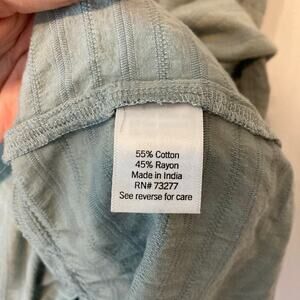 55% Cotton
45% Rayon
Made in India
RN# 73277
See reverse for care